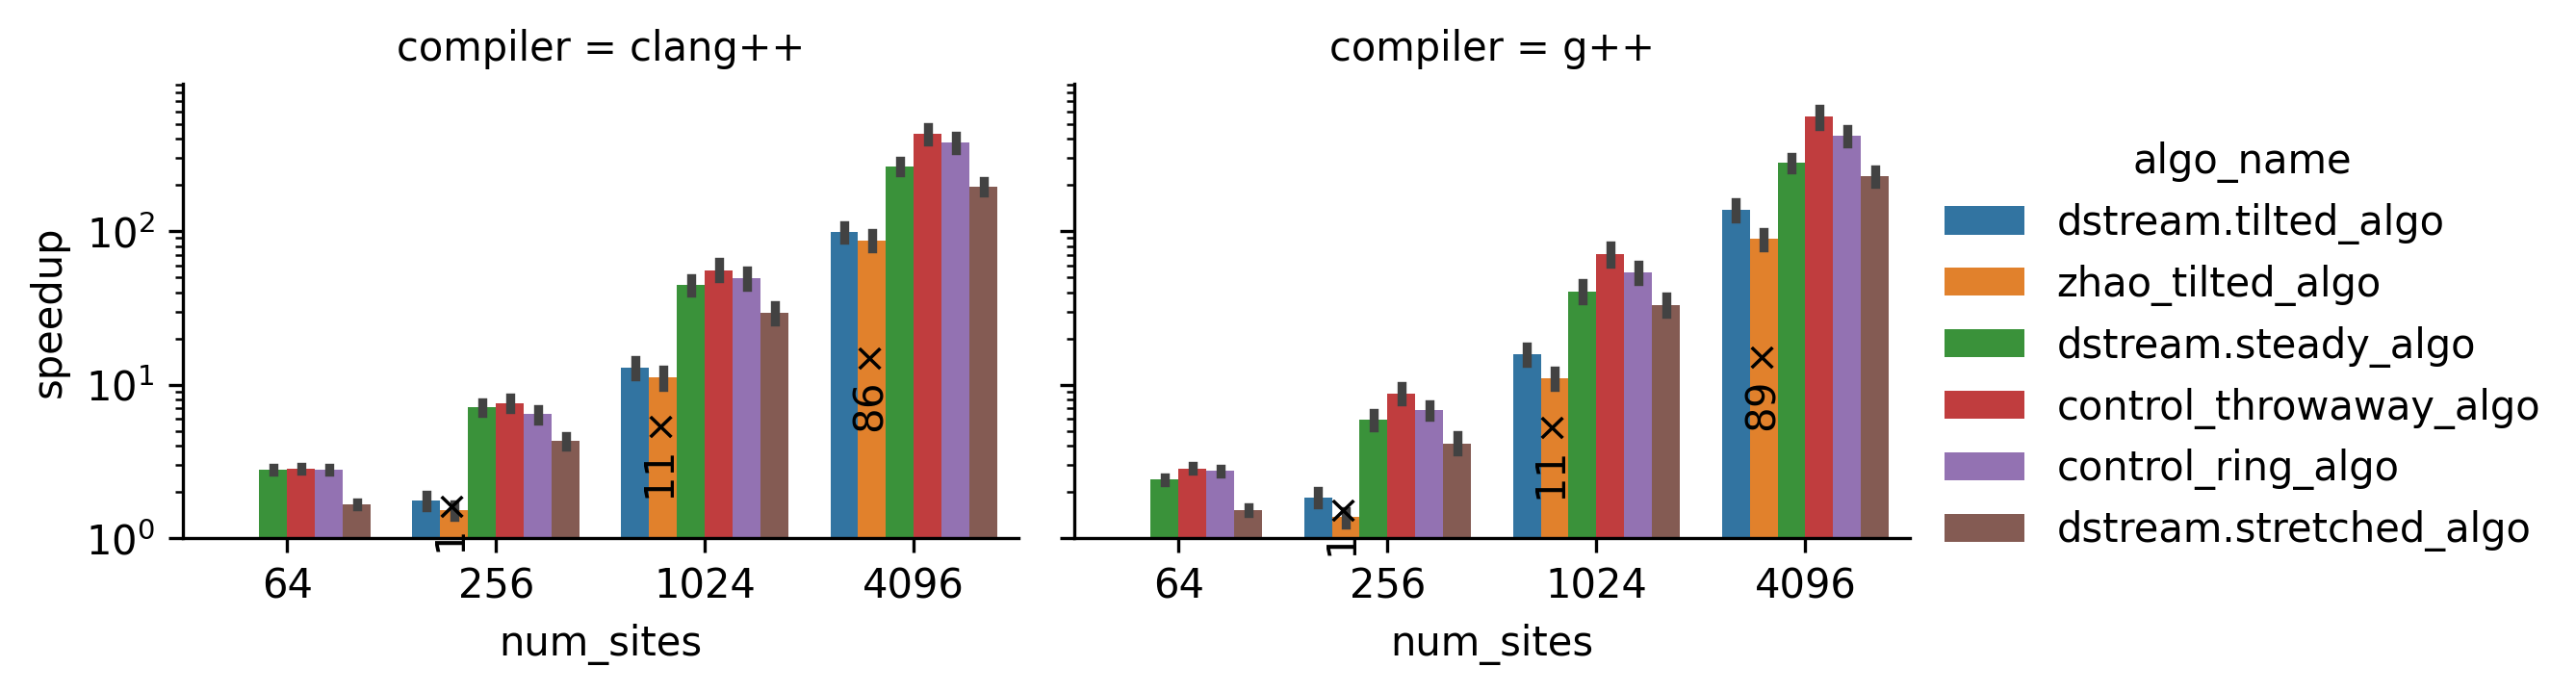 compiler = clang++
compiler = g++
speedup
10²
10¹
10⁰
1 ×
11 ×
86 ×
1 ×
11 ×
89 ×
64
256
1024
4096
64
256
1024
4096
num_sites
num_sites
algo_name
dstream.tilted_algo
zhao_tilted_algo
dstream.steady_algo
control_throwaway_algo
control_ring_algo
dstream.stretched_algo